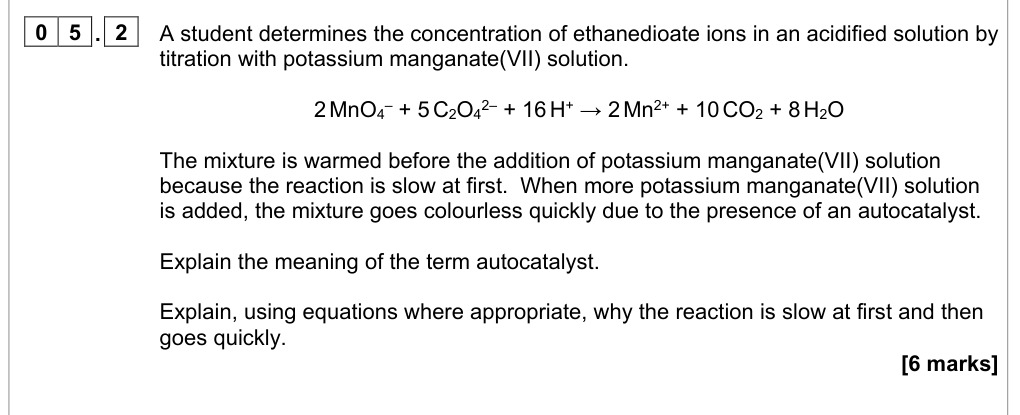 0 5 . 2 A student determines the concentration of ethanedioate ions in an acidified solution by
titration with potassium manganate(VII) solution.
2 MnO₄⁻ + 5 C₂O₄²⁻ + 16 H⁺ → 2 Mn²⁺ + 10 CO₂ + 8 H₂O
The mixture is warmed before the addition of potassium manganate(VII) solution
because the reaction is slow at first. When more potassium manganate(VII) solution
is added, the mixture goes colourless quickly due to the presence of an autocatalyst.
Explain the meaning of the term autocatalyst.
Explain, using equations where appropriate, why the reaction is slow at first and then
goes quickly.
[6 marks]